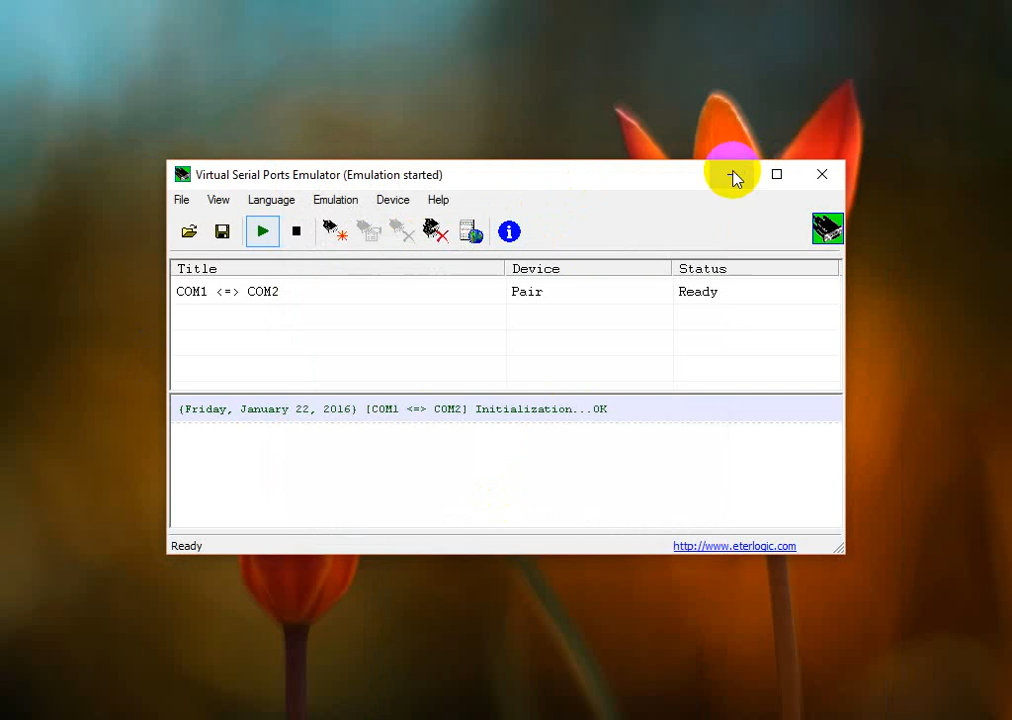 Virtual Serial Ports Emulator (Emulation started)
File View Language Emulation Device Help
Title Device Status
COM1 <=> COM2 Pair Ready
{Friday, January 22, 2016} [COM1 <=> COM2] Initialization...OK
Ready http://www.eterlogic.com